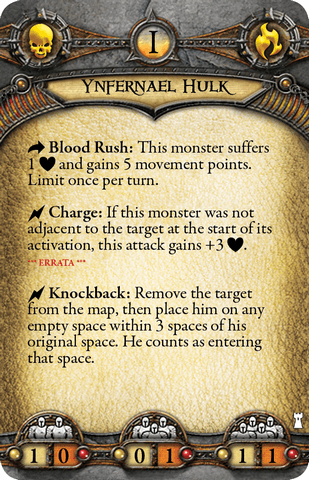 I
Ynfernael Hulk
Blood Rush: This monster suffers
1 and gains 5 movement points.
Limit once per turn.
Charge: If this monster was not
adjacent to the target at the start of its
activation, this attack gains +3 .
*** ERRATA ***
Knockback: Remove the target
from the map, then place him on any
empty space within 3 spaces of his
original space. He counts as entering
that space.
1 0 0 1 1 1